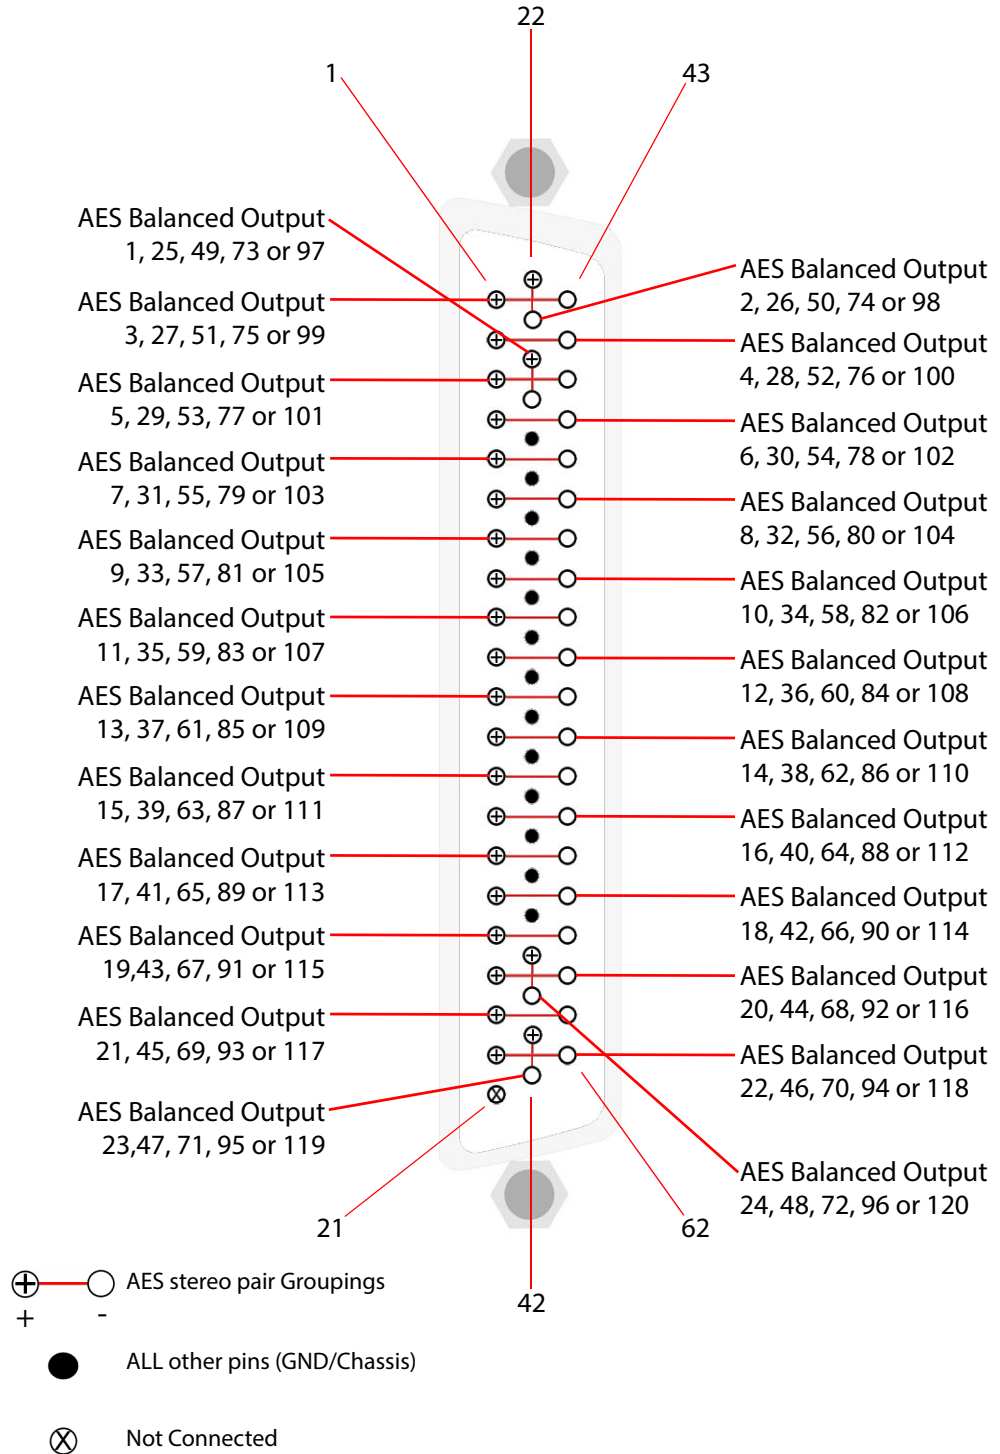 22
1
43
AES Balanced Output
1, 25, 49, 73 or 97
AES Balanced Output
2, 26, 50, 74 or 98
AES Balanced Output
3, 27, 51, 75 or 99
AES Balanced Output
4, 28, 52, 76 or 100
AES Balanced Output
5, 29, 53, 77 or 101
AES Balanced Output
6, 30, 54, 78 or 102
AES Balanced Output
7, 31, 55, 79 or 103
AES Balanced Output
8, 32, 56, 80 or 104
AES Balanced Output
9, 33, 57, 81 or 105
AES Balanced Output
10, 34, 58, 82 or 106
AES Balanced Output
11, 35, 59, 83 or 107
AES Balanced Output
12, 36, 60, 84 or 108
AES Balanced Output
13, 37, 61, 85 or 109
AES Balanced Output
14, 38, 62, 86 or 110
AES Balanced Output
15, 39, 63, 87 or 111
AES Balanced Output
16, 40, 64, 88 or 112
AES Balanced Output
17, 41, 65, 89 or 113
AES Balanced Output
18, 42, 66, 90 or 114
AES Balanced Output
19,43, 67, 91 or 115
AES Balanced Output
20, 44, 68, 92 or 116
AES Balanced Output
21, 45, 69, 93 or 117
AES Balanced Output
22, 46, 70, 94 or 118
AES Balanced Output
23,47, 71, 95 or 119
AES Balanced Output
24, 48, 72, 96 or 120
21
62
42
AES stereo pair Groupings
+ -
ALL other pins (GND/Chassis)
Not Connected